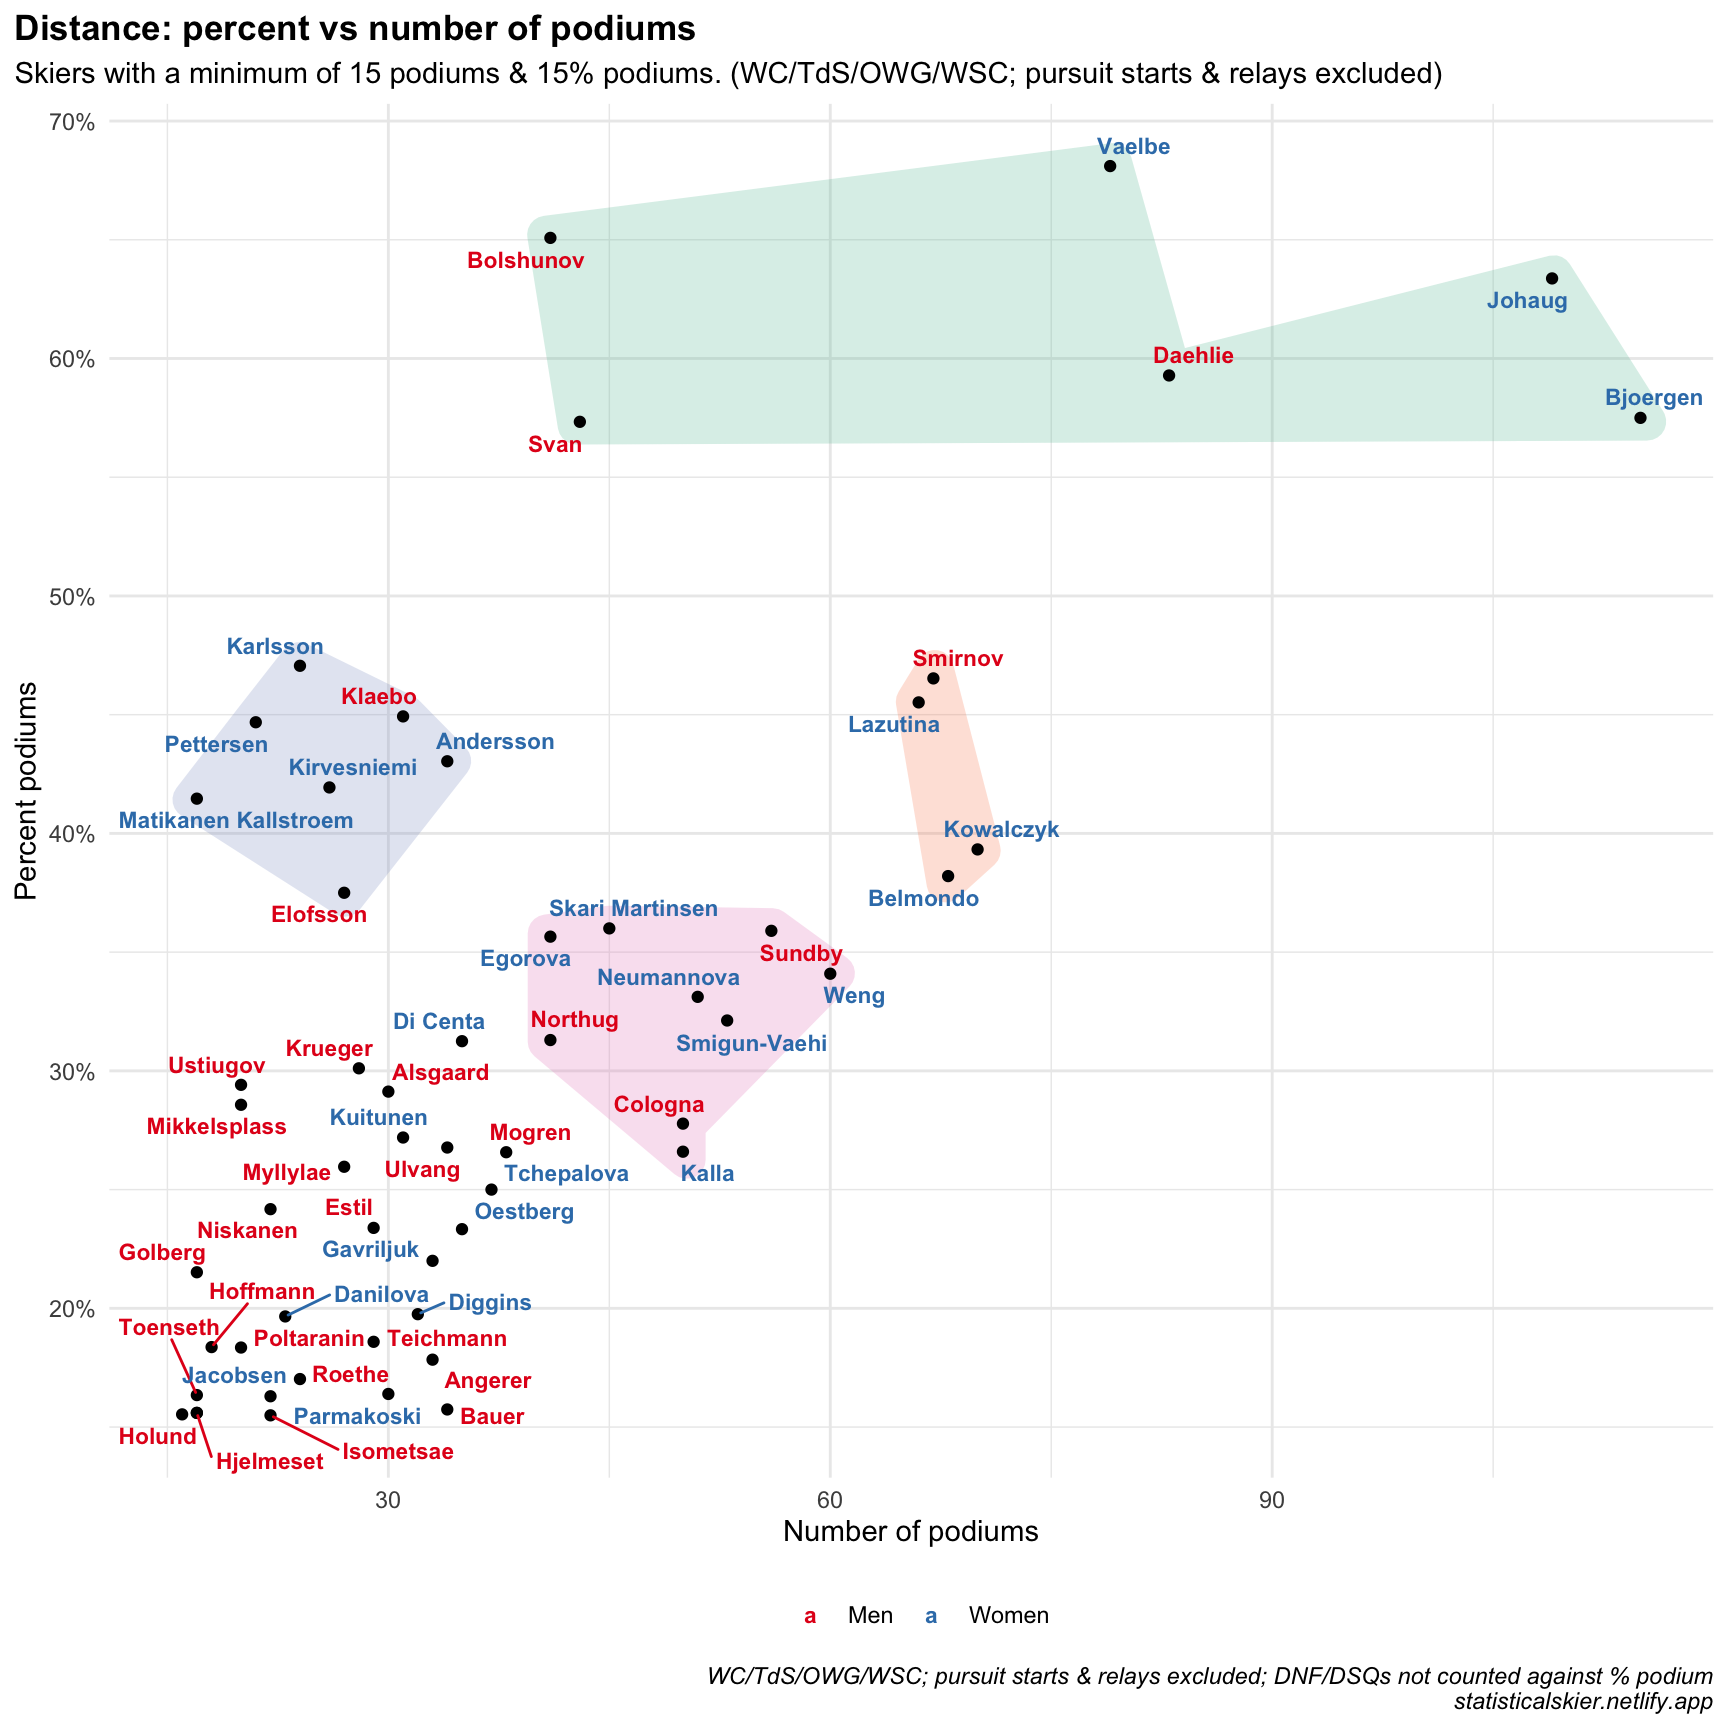 Distance: percent vs number of podiums
Skiers with a minimum of 15 podiums & 15% podiums. (WC/TdS/OWG/WSC; pursuit starts & relays excluded)
70%
60%
50%
40%
30%
20%
Percent podiums
Vaelbe
Bolshunov
Johaug
Daehlie
Bjoergen
Svan
Karlsson
Smirnov
Klaebo
Lazutina
Pettersen
Andersson
Kirvesniemi
Matikanen Kallstroem
Kowalczyk
Belmondo
Elofsson
Skari Martinsen
Sundby
Egorova
Neumannova
Weng
Di Centa
Northug
Smigun-Vaehi
Krueger
Ustiugov
Alsgaard
Cologna
Kuitunen
Mikkelsplass
Mogren
Ulvang
Myllylae
Tchepalova
Kalla
Estil
Oestberg
Niskanen
Golberg
Gavriljuk
Hoffmann
Danilova
Diggins
Toenseth
Poltaranin
Teichmann
Jacobsen
Roethe
Angerer
Parmakoski
Bauer
Holund
Isometsae
Hjelmeset
30
60
90
Number of podiums
a Men a Women
WC/TdS/OWG/WSC; pursuit starts & relays excluded; DNF/DSQs not counted against % podium
statisticalskier.netlify.app